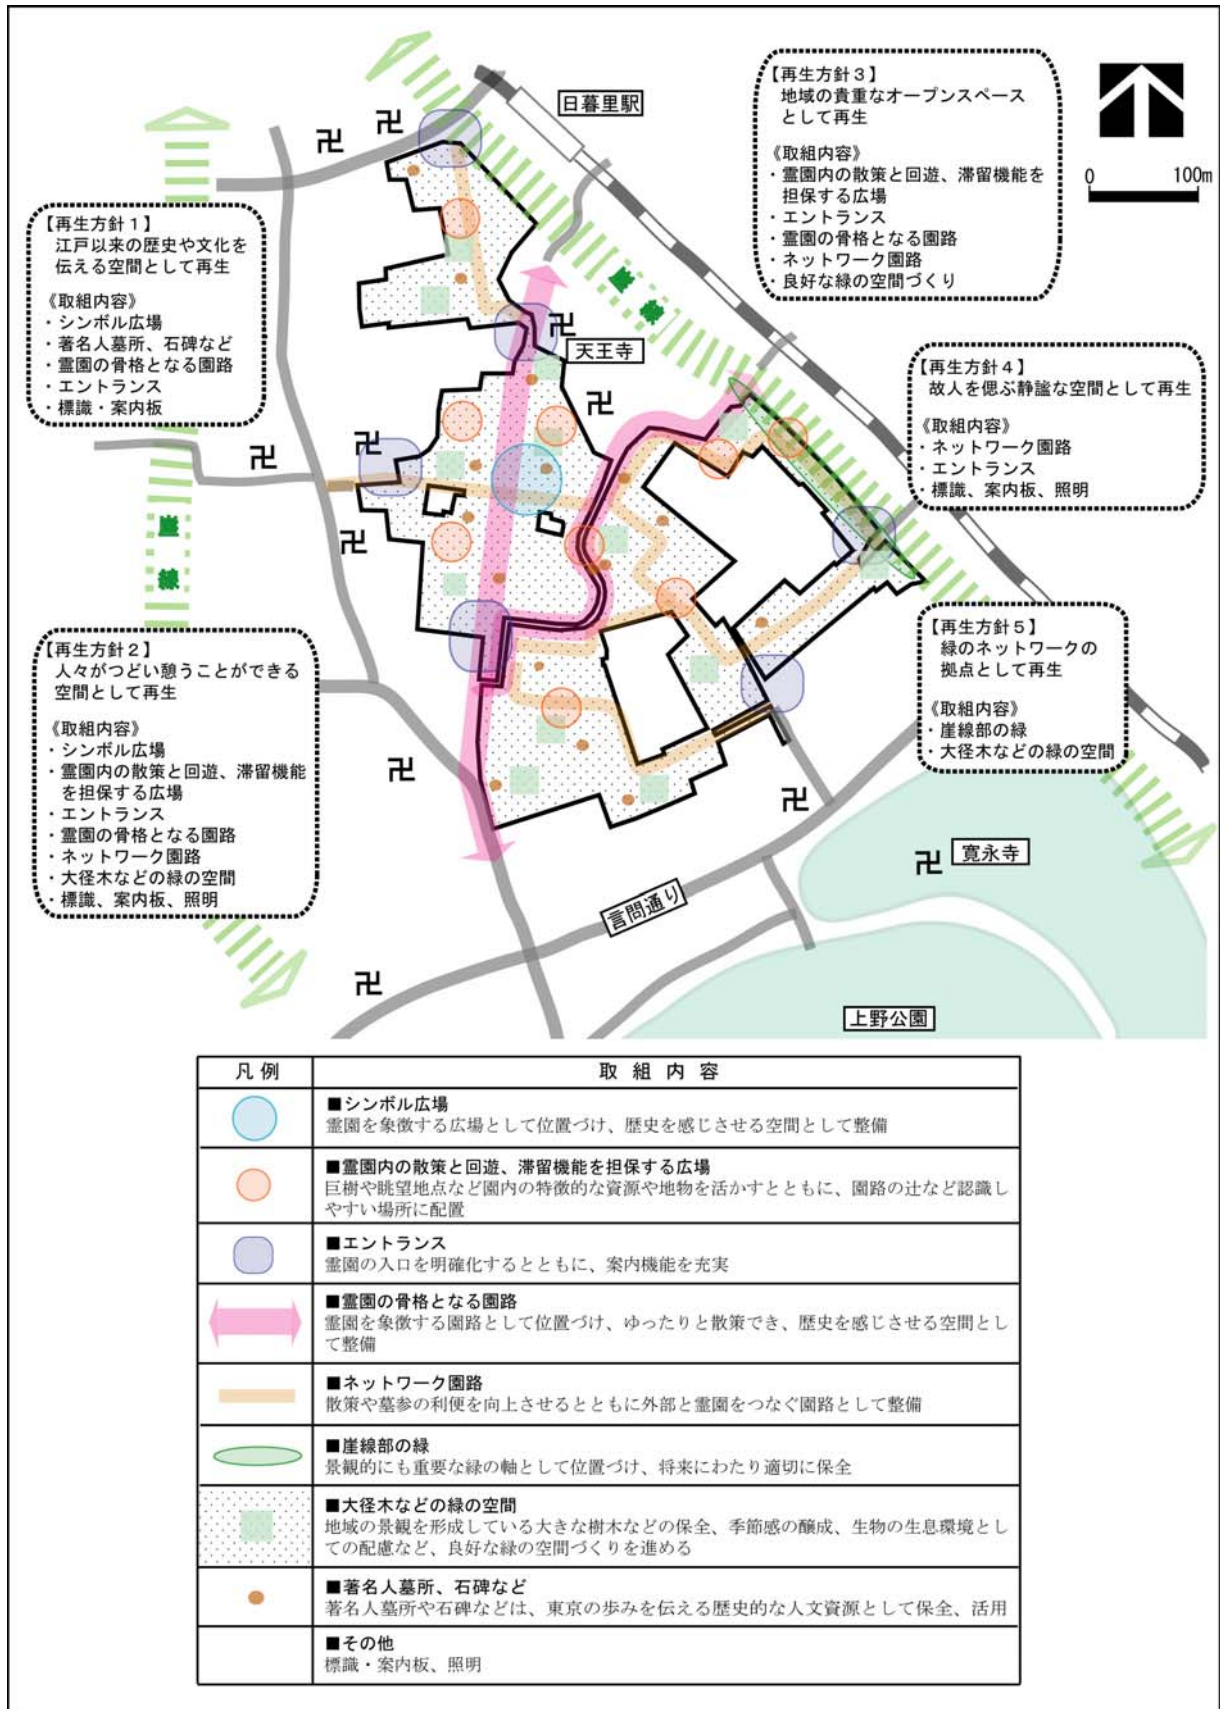 日暮里駅
【再生方針３】
地域の貴重なオープンスペース
として再生
《取組内容》
・霊園内の散策と回遊、滞留機能を
担保する広場
・エントランス
・霊園の骨格となる園路
・ネットワーク園路
・良好な緑の空間づくり
0 100m
【再生方針１】
江戸以来の歴史や文化を
伝える空間として再生
《取組内容》
・シンボル広場
・著名人墓所、石碑など
・霊園の骨格となる園路
・エントランス
・標識・案内板
崖線
天王寺
【再生方針４】
故人を偲ぶ静謐な空間として再生
《取組内容》
・ネットワーク園路
・エントランス
・標識、案内板、照明
崖線
【再生方針２】
人々がつどい憩うことができる
空間として再生
《取組内容》
・シンボル広場
・霊園内の散策と回遊、滞留機能
を担保する広場
・エントランス
・霊園の骨格となる園路
・ネットワーク園路
・大径木などの緑の空間
・標識、案内板、照明
【再生方針５】
緑のネットワークの
拠点として再生
《取組内容》
・崖線部の緑
・大径木などの緑の空間
寛永寺
言問通り
上野公園
凡例 取組内容
■シンボル広場
霊園を象徴する広場として位置づけ、歴史を感じさせる空間として整備
■霊園内の散策と回遊、滞留機能を担保する広場
巨樹や眺望地点など園内の特徴的な資源や地物を活かすとともに、園路の辻など認識し
やすい場所に配置
■エントランス
霊園の入口を明確化するとともに、案内機能を充実
■霊園の骨格となる園路
霊園を象徴する園路として位置づけ、ゆったりと散策でき、歴史を感じさせる空間とし
て整備
■ネットワーク園路
散策や墓参の利便を向上させるとともに外部と霊園をつなぐ園路として整備
■崖線部の緑
景観的にも重要な緑の軸として位置づけ、将来にわたり適切に保全
■大径木などの緑の空間
地域の景観を形成している大きな樹木などの保全、季節感の醸成、生物の生息環境とし
ての配慮など、良好な緑の空間づくりを進める
■著名人墓所、石碑など
著名人墓所や石碑などは、東京の歩みを伝える歴史的な人文資源として保全、活用
■その他
標識・案内板、照明